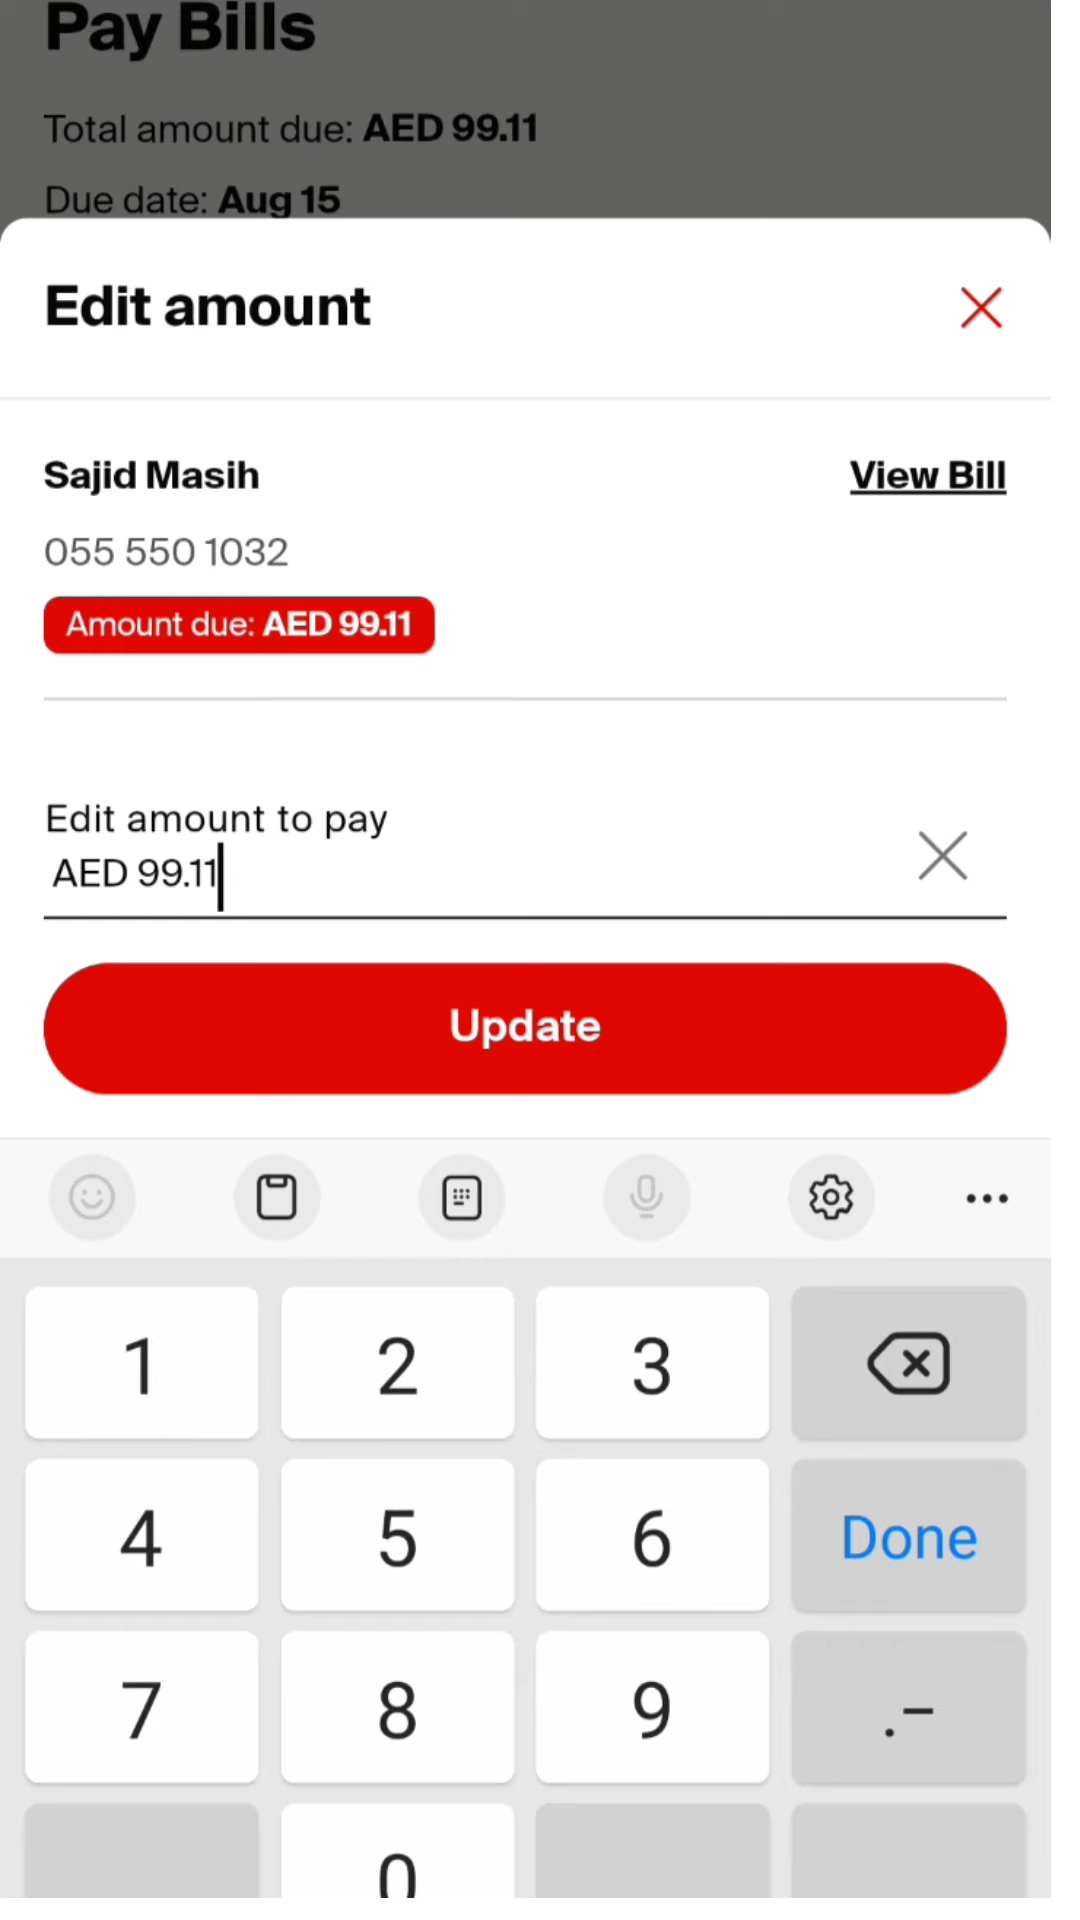 Pay Bills
Total amount due: AED 99.11
Due date: Aug 15
Edit amount
Sajid Masih View Bill
055 550 1032
Amount due: AED 99.11
Edit amount to pay
AED 99.11
Update
1 2 3
4 5 6 Done
7 8 9 .-
0